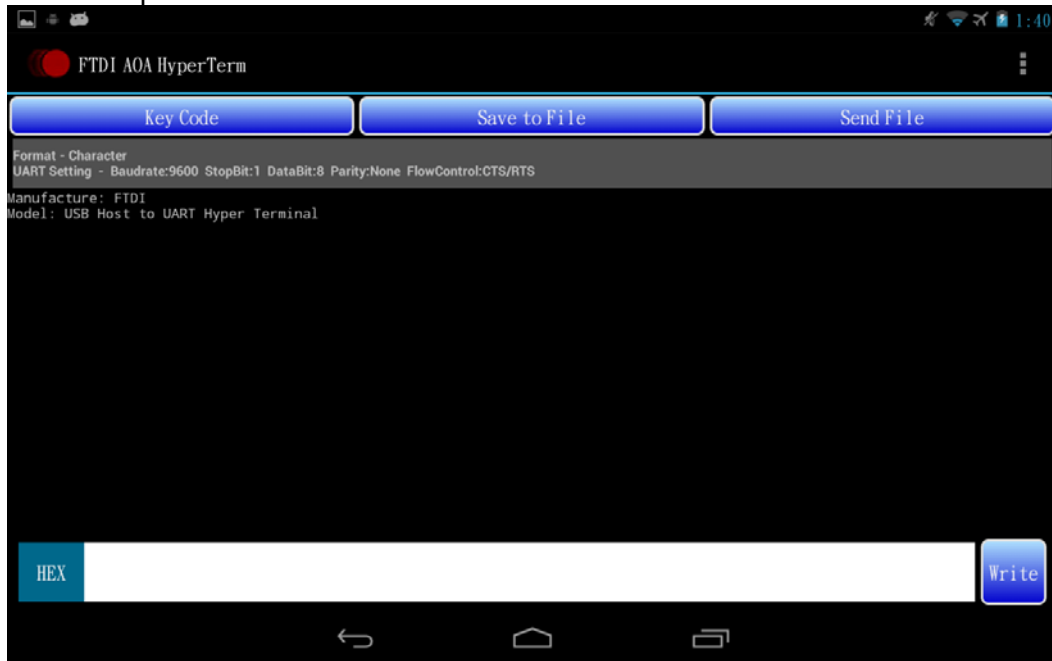 1:40
FTDI AOA HyperTerm
Key Code Save to File Send File
Format - Character
UART Setting - Baudrate:9600 StopBit:1 DataBit:8 Parity:None FlowControl:CTS/RTS
Manufacture: FTDI
Model: USB Host to UART Hyper Terminal
HEX Write